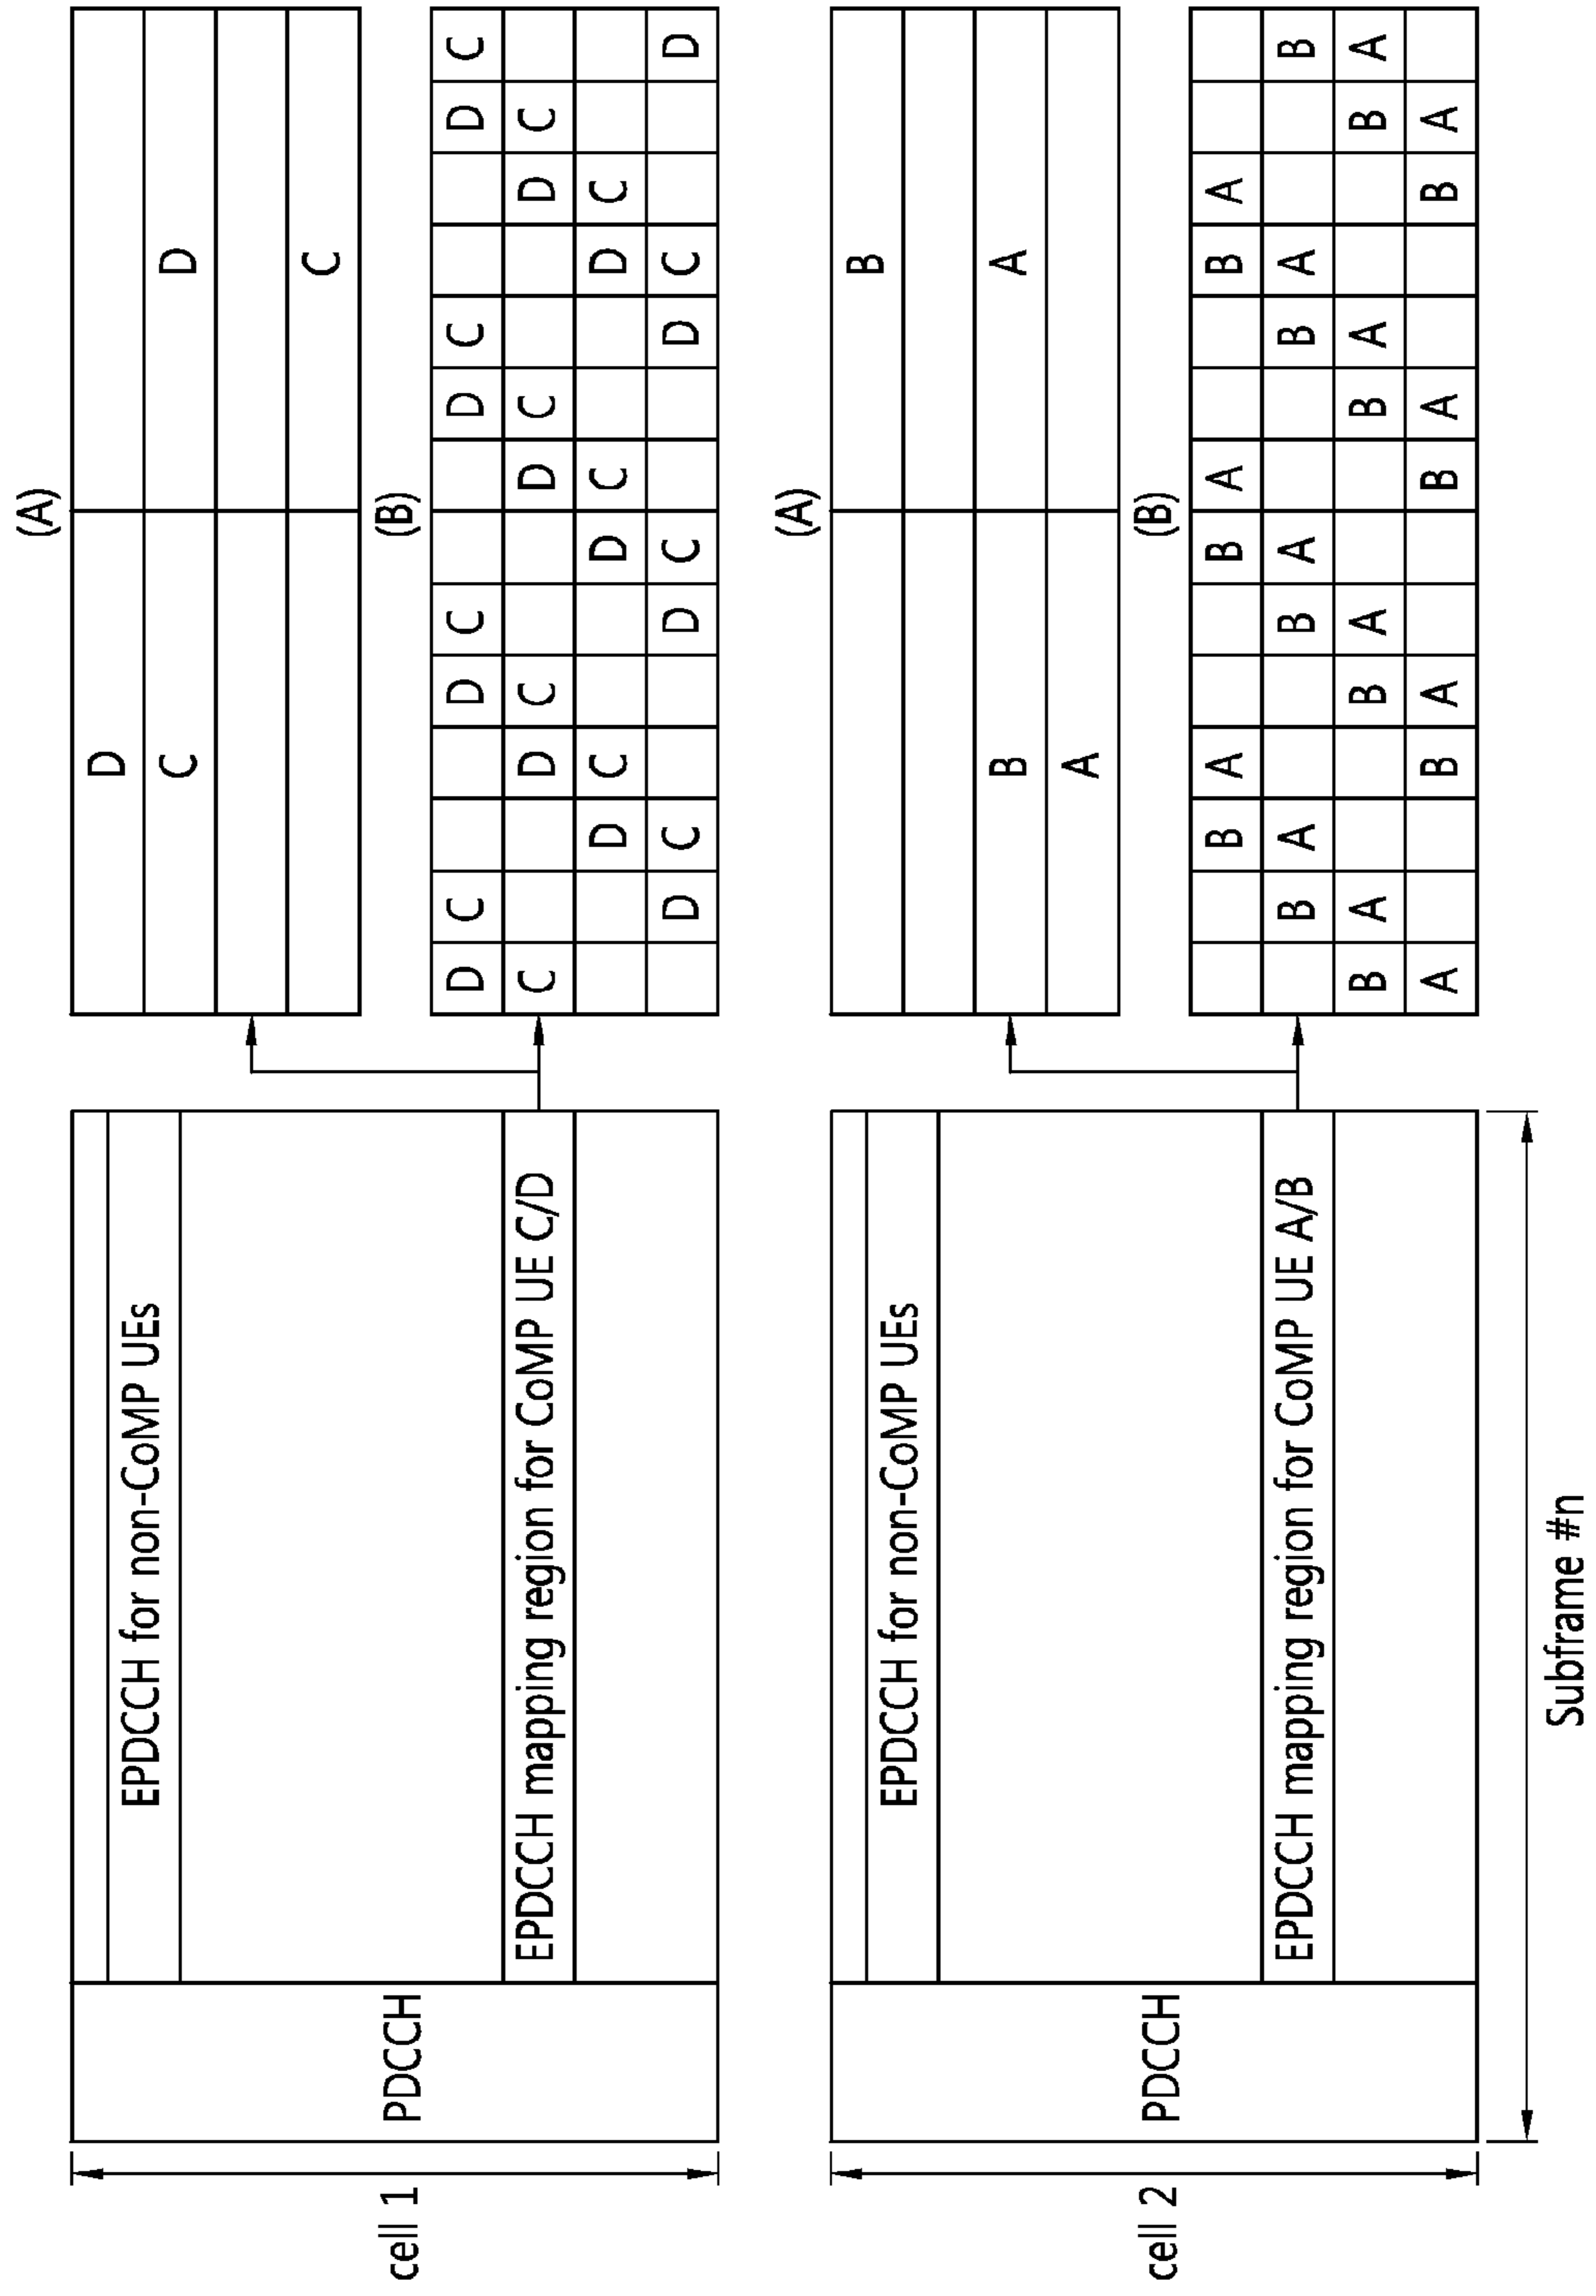 cell 1
PDCCH
EPDCCH for non-CoMP UEs
EPDCCH mapping region for CoMP UE C/D
(A)
D
C D
C
(B)
D C D C D C D C
C D C D C D C
D C D C D C
D C D C D C D
cell 2
PDCCH
EPDCCH for non-CoMP UEs
EPDCCH mapping region for CoMP UE A/B
(A)
B
B A
A
(B)
B A B A B A
B A B A B A B
B A B A B A B A
A B A B A B A
Subframe #n